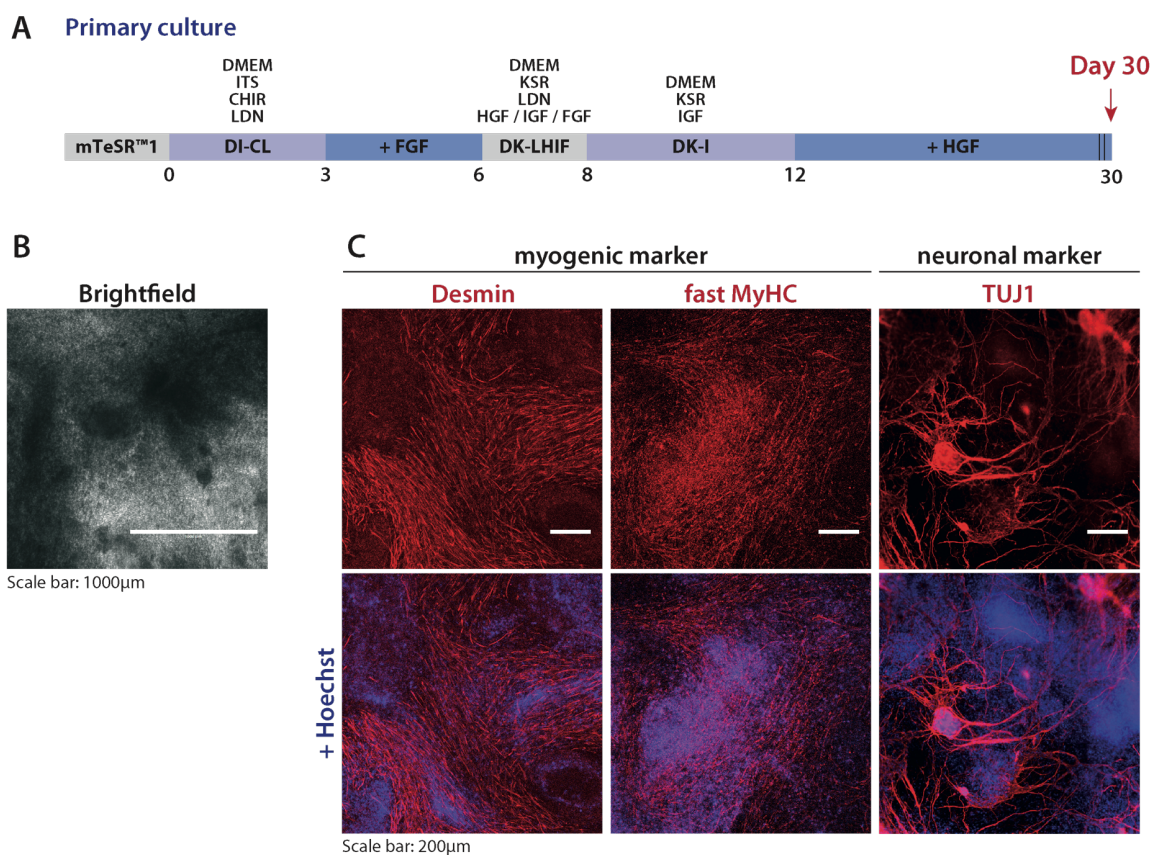 A Primary culture
DMEM
ITS
CHIR
LDN
DMEM
KSR
LDN
HGF / IGF / FGF
DMEM
KSR
IGF
Day 30
mTeSR™1 DI-CL + FGF DK-LHIF DK-I + HGF
0 3 6 8 12 30
B
Brightfield
Scale bar: 1000µm
C
myogenic marker neuronal marker
Desmin fast MyHC TUJ1
+ Hoechst
Scale bar: 200µm